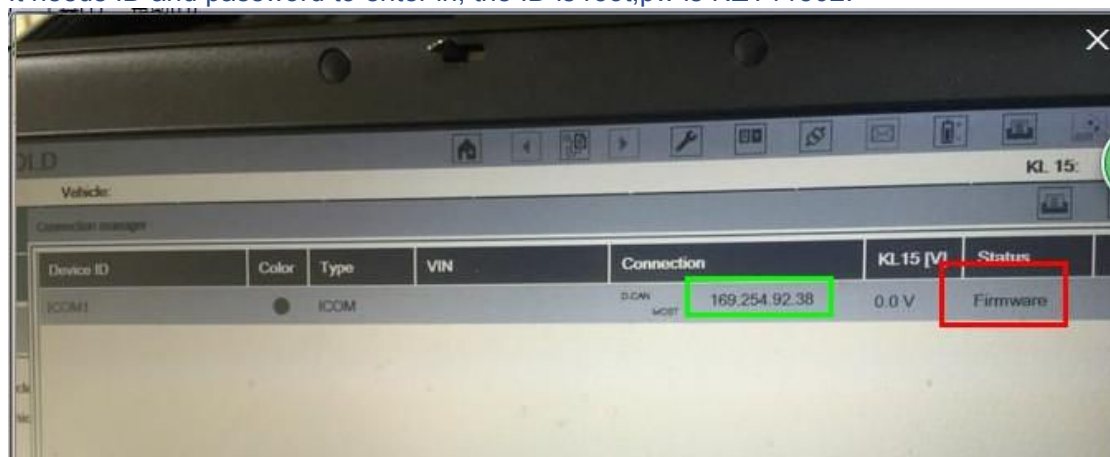 OLD
KL 15:
Vehicle:
Connection manager
Device ID Color Type VIN Connection KL15 [V] Status
ICOM1 ICOM D-CAN MOST 169.254.92.38 0.0 V Firmware